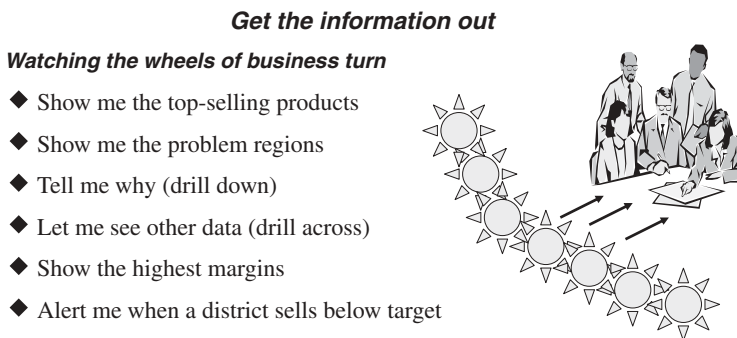 Get the information out
Watching the wheels of business turn
◆ Show me the top-selling products
◆ Show me the problem regions
◆ Tell me why (drill down)
◆ Let me see other data (drill across)
◆ Show the highest margins
◆ Alert me when a district sells below target